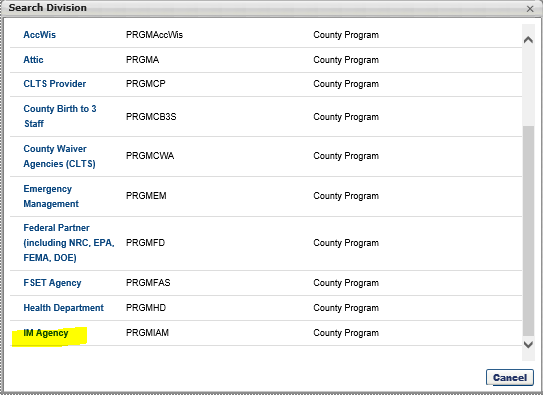 Search Division
AccWis PRGMAccWis County Program
Attic PRGMA County Program
CLTS Provider PRGMCP County Program
County Birth to 3
Staff PRGMCB3S County Program
County Waiver
Agencies (CLTS) PRGMCWA County Program
Emergency
Management PRGMEM County Program
Federal Partner
(including NRC, EPA, PRGMFD County Program
FEMA, DOE)
FSET Agency PRGMFAS County Program
Health Department PRGMHD County Program
IM Agency PRGMIAM County Program
Cancel